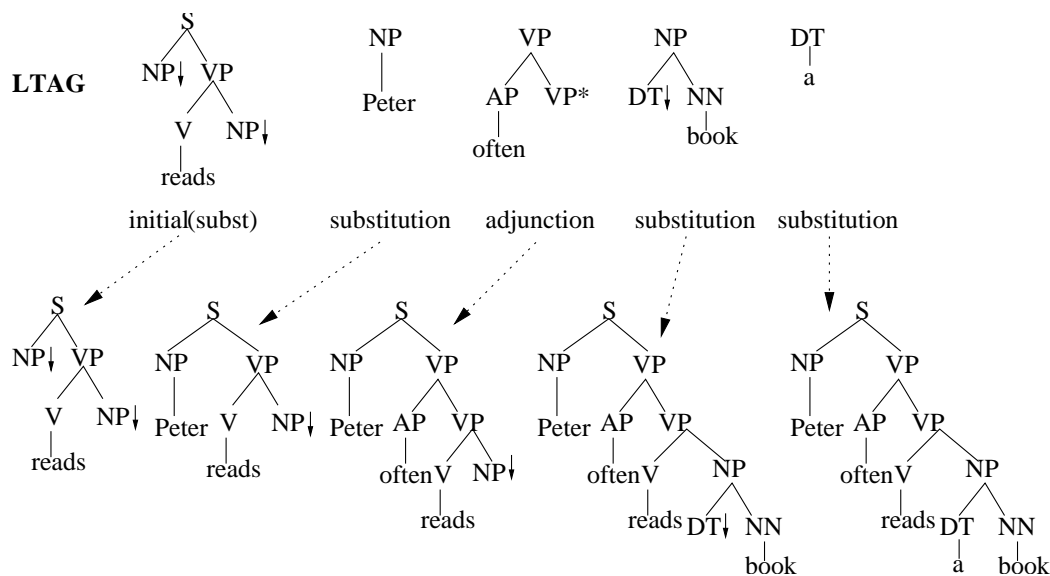 S NP VP NP DT
LTAG
NP↓ VP a
Peter AP VP* DT↓ NN
V NP↓
often book
reads
initial(subst) substitution adjunction substitution substitution
S S S S S
NP↓ VP NP VP NP VP NP VP NP VP
V NP↓ Peter V NP↓ Peter AP VP Peter AP VP Peter AP VP
reads reads often V NP↓ often V NP often V NP
reads reads DT↓ NN reads DT NN
book a book